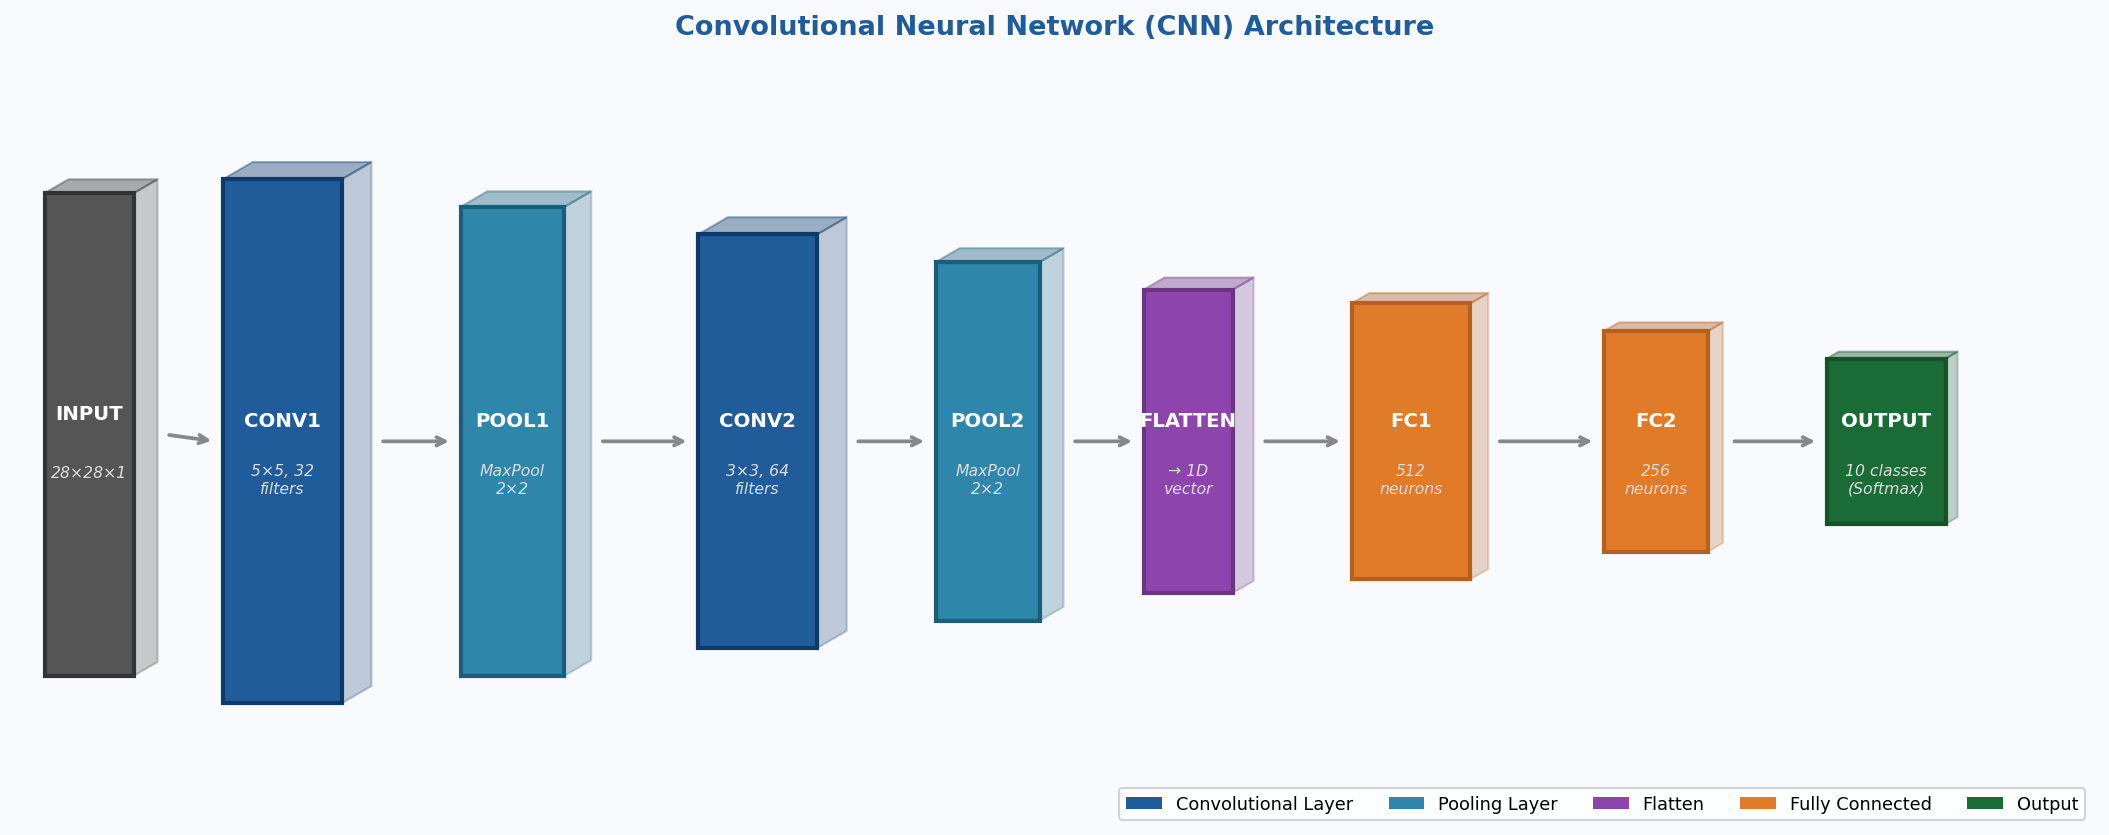 Convolutional Neural Network (CNN) Architecture
INPUT
28×28×1
CONV1
5×5, 32
filters
POOL1
MaxPool
2×2
CONV2
3×3, 64
filters
POOL2
MaxPool
2×2
FLATTEN
→ 1D
vector
FC1
512
neurons
FC2
256
neurons
OUTPUT
10 classes
(Softmax)
Convolutional Layer
Pooling Layer
Flatten
Fully Connected
Output